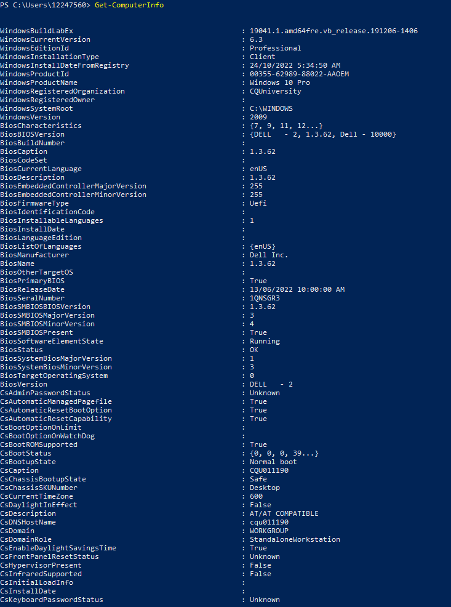 PS C:\Users\12247560> Get-ComputerInfo
WindowsBuildLabEx : 19041.1.amd64fre.vb_release.191206-1406
WindowsCurrentVersion : 6.3
WindowsEditionId : Professional
WindowsInstallationType : Client
WindowsInstallDateFromRegistry : 24/10/2022 5:34:50 AM
WindowsProductId : 00355-62989-88022-AAOEM
WindowsProductName : Windows 10 Pro
WindowsRegisteredOrganization : CQUniversity
WindowsRegisteredOwner :
WindowsSystemRoot : C:\WINDOWS
WindowsVersion : 2009
BiosCharacteristics : {7, 9, 11, 12...}
BiosBIOSVersion : {DELL - 2, 1.3.62, Dell - 10000}
BiosBuildNumber :
BiosCaption : 1.3.62
BiosCodeSet :
BiosCurrentLanguage : enUS
BiosDescription : 1.3.62
BiosEmbeddedControllerMajorVersion : 255
BiosEmbeddedControllerMinorVersion : 255
BiosFirmwareType : Uefi
BiosIdentificationCode :
BiosInstallableLanguages : 1
BiosInstallDate :
BiosLanguageEdition :
BiosListOfLanguages : {enUS}
BiosManufacturer : Dell Inc.
BiosName : 1.3.62
BiosOtherTargetOS :
BiosPrimaryBIOS : True
BiosReleaseDate : 13/06/2022 10:00:00 AM
BiosSeralNumber : 1QNSGR3
BiosSMBIOSBIOSVersion : 1.3.62
BiosSMBIOSMajorVersion : 3
BiosSMBIOSMinorVersion : 4
BiosSMBIOSPresent : True
BiosSoftwareElementState : Running
BiosStatus : OK
BiosSystemBiosMajorVersion : 1
BiosSystemBiosMinorVersion : 3
BiosTargetOperatingSystem : 0
BiosVersion : DELL - 2
CsAdminPasswordStatus : Unknown
CsAutomaticManagedPagefile : True
CsAutomaticResetBootOption : True
CsAutomaticResetCapability : True
CsBootOptionOnLimit :
CsBootOptionOnWatchDog :
CsBootROMSupported : True
CsBootStatus : {0, 0, 0, 39...}
CsBootupState : Normal boot
CsCaption : CQU011190
CsChassisBootupState : Safe
CsChassisSKUNumber : Desktop
CsCurrentTimeZone : 600
CsDaylightInEffect : False
CsDescription : AT/AT COMPATIBLE
CsDNSHostName : cqu011190
CsDomain : WORKGROUP
CsDomainRole : StandaloneWorkstation
CsEnableDaylightSavingsTime : True
CsFrontPanelResetStatus : Unknown
CsHypervisorPresent : False
CsInfraredSupported : False
CsInitialLoadInfo :
CsInstallDate :
CsKeyboardPasswordStatus : Unknown